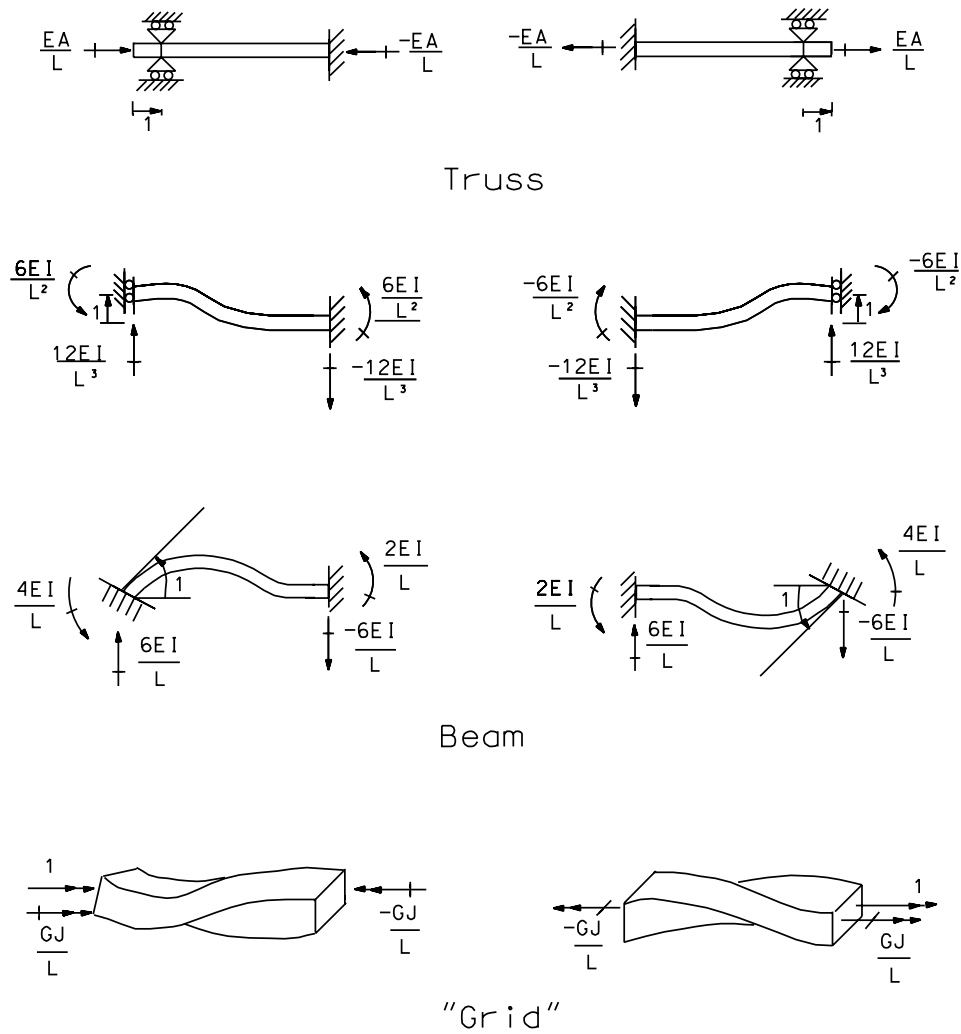 EA/L -EA/L -EA/L EA/L
1 1
Truss
6EI/L² 6EI/L² -6EI/L² -6EI/L²
1 1
12EI/L³ -12EI/L³ -12EI/L³ 12EI/L³
4EI/L 1 2EI/L 2EI/L 1 4EI/L
6EI/L -6EI/L 6EI/L -6EI/L
Beam
1 1
GJ/L -GJ/L -GJ/L GJ/L
"Grid"